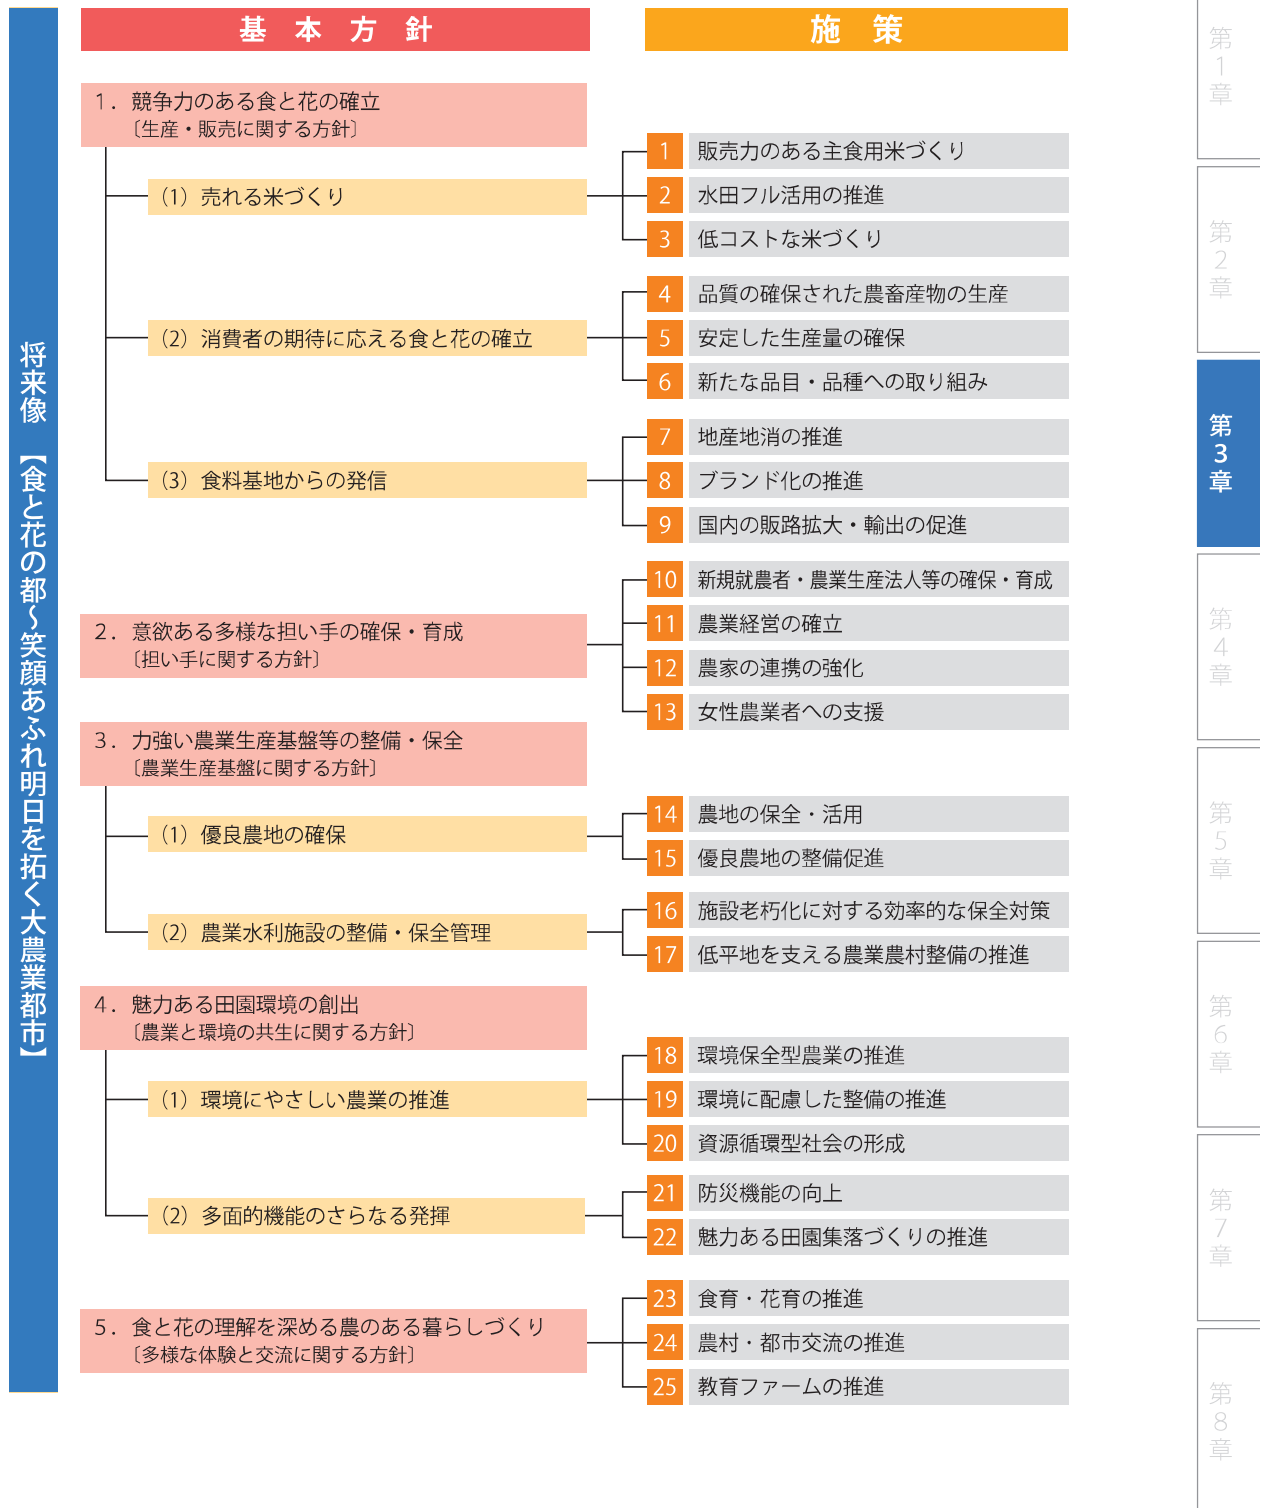 将来像 【食と花の都～笑顔あふれ明日を拓く大農業都市】
基本方針
施策
1．競争力のある食と花の確立
〔生産・販売に関する方針〕
（1）売れる米づくり
1 販売力のある主食用米づくり
2 水田フル活用の推進
3 低コストな米づくり
（2）消費者の期待に応える食と花の確立
4 品質の確保された農畜産物の生産
5 安定した生産量の確保
6 新たな品目・品種への取り組み
（3）食料基地からの発信
7 地産地消の推進
8 ブランド化の推進
9 国内の販路拡大・輸出の促進
2．意欲ある多様な担い手の確保・育成
〔担い手に関する方針〕
10 新規就農者・農業生産法人等の確保・育成
11 農業経営の確立
12 農家の連携の強化
13 女性農業者への支援
3．力強い農業生産基盤等の整備・保全
〔農業生産基盤に関する方針〕
（1）優良農地の確保
14 農地の保全・活用
15 優良農地の整備促進
（2）農業水利施設の整備・保全管理
16 施設老朽化に対する効率的な保全対策
17 低平地を支える農業農村整備の推進
4．魅力ある田園環境の創出
〔農業と環境の共生に関する方針〕
（1）環境にやさしい農業の推進
18 環境保全型農業の推進
19 環境に配慮した整備の推進
20 資源循環型社会の形成
（2）多面的機能のさらなる発揮
21 防災機能の向上
22 魅力ある田園集落づくりの推進
5．食と花の理解を深める農のある暮らしづくり
〔多様な体験と交流に関する方針〕
23 食育・花育の推進
24 農村・都市交流の推進
25 教育ファームの推進
第1章
第2章
第3章
第4章
第5章
第6章
第7章
第8章